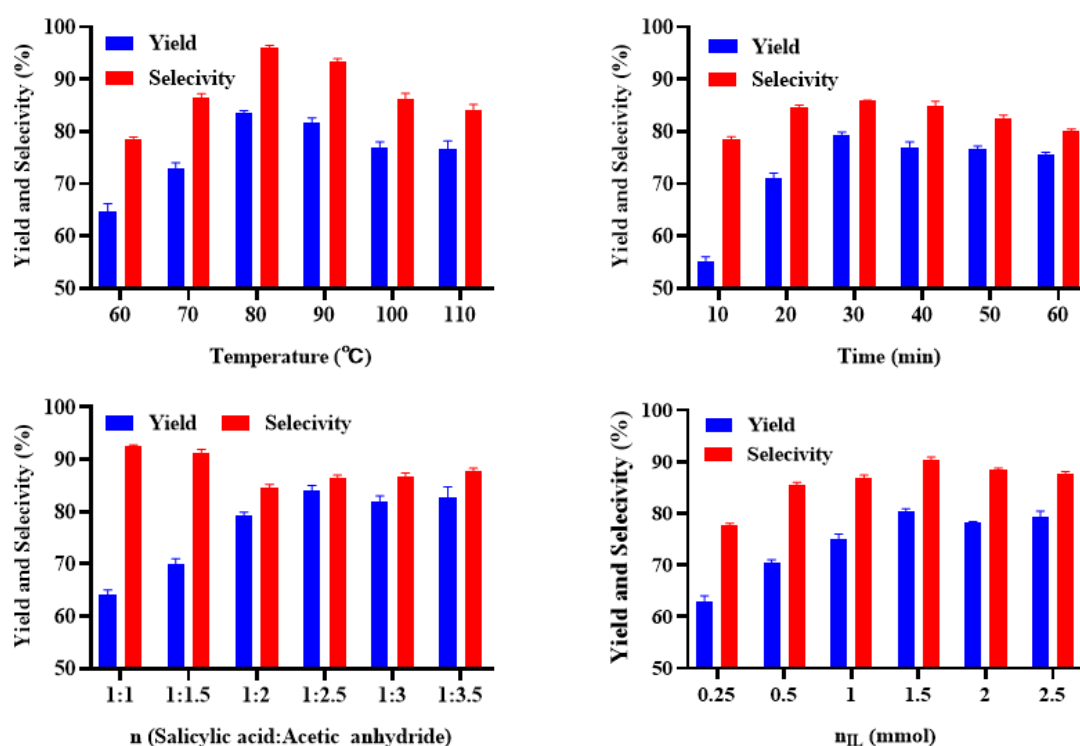 Yield and Selecivity (%)
100
90
80
70
60
50
Yield
Selecivity
60 70 80 90 100 110
Temperature (℃)
Yield and Selecivity (%)
100
90
80
70
60
50
Yield
Selecivity
10 20 30 40 50 60
Time (min)
Yield and Selecivity (%)
100
90
80
70
60
50
Yield Selecivity
1:1 1:1.5 1:2 1:2.5 1:3 1:3.5
n (Salicylic acid:Acetic anhydride)
Yield and Selecivity (%)
100
90
80
70
60
50
Yield
Selecivity
0.25 0.5 1 1.5 2 2.5
nIL (mmol)